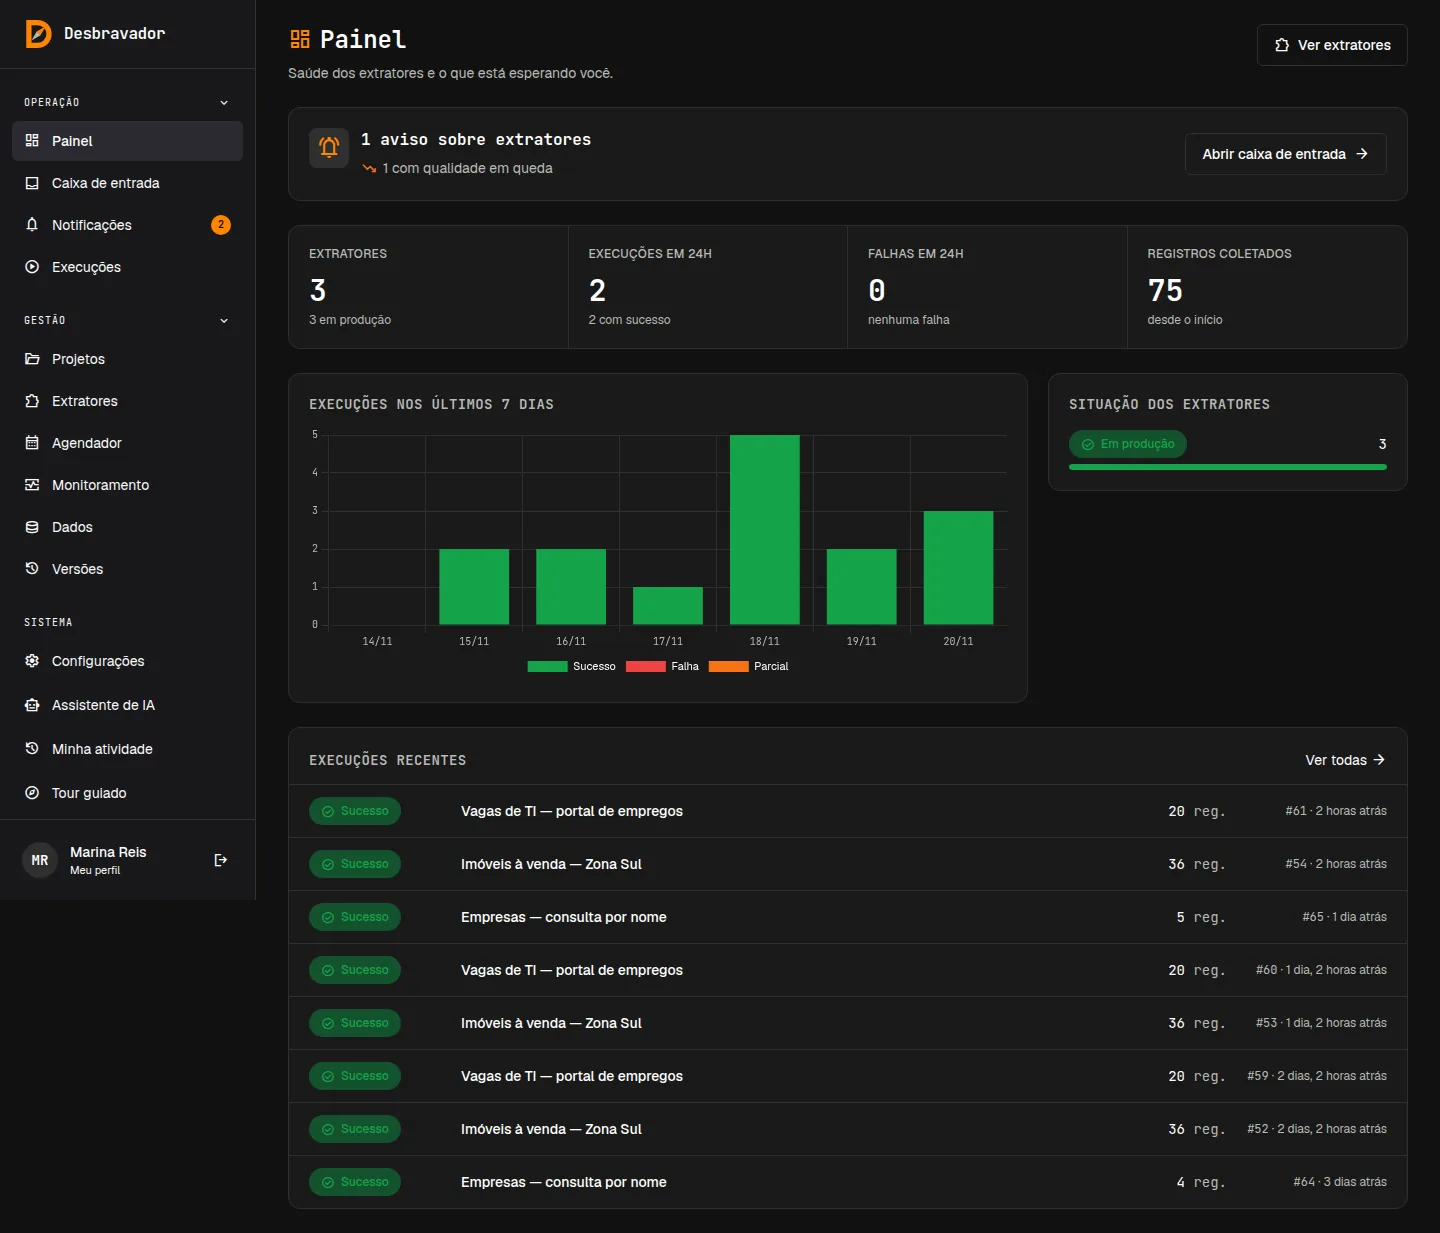 Desbravador
OPERAÇÃO
Painel
Caixa de entrada
Notificações 2
Execuções
GESTÃO
Projetos
Extratores
Agendador
Monitoramento
Dados
Versões
SISTEMA
Configurações
Assistente de IA
Minha atividade
Tour guiado
MR
Marina Reis
Meu perfil
Painel
Saúde dos extratores e o que está esperando você.
Ver extratores
1 aviso sobre extratores
1 com qualidade em queda
Abrir caixa de entrada
EXTRATORES
3
3 em produção
EXECUÇÕES EM 24H
2
2 com sucesso
FALHAS EM 24H
0
nenhuma falha
REGISTROS COLETADOS
75
desde o início
EXECUÇÕES NOS ÚLTIMOS 7 DIAS
5
4
3
2
1
0
14/11 15/11 16/11 17/11 18/11 19/11 20/11
Sucesso Falha Parcial
SITUAÇÃO DOS EXTRATORES
Em produção 3
EXECUÇÕES RECENTES
Ver todas
Sucesso Vagas de TI — portal de empregos 20 reg. #61 · 2 horas atrás
Sucesso Imóveis à venda — Zona Sul 36 reg. #54 · 2 horas atrás
Sucesso Empresas — consulta por nome 5 reg. #65 · 1 dia atrás
Sucesso Vagas de TI — portal de empregos 20 reg. #60 · 1 dia, 2 horas atrás
Sucesso Imóveis à venda — Zona Sul 36 reg. #53 · 1 dia, 2 horas atrás
Sucesso Vagas de TI — portal de empregos 20 reg. #59 · 2 dias, 2 horas atrás
Sucesso Imóveis à venda — Zona Sul 36 reg. #52 · 2 dias, 2 horas atrás
Sucesso Empresas — consulta por nome 4 reg. #64 · 3 dias atrás